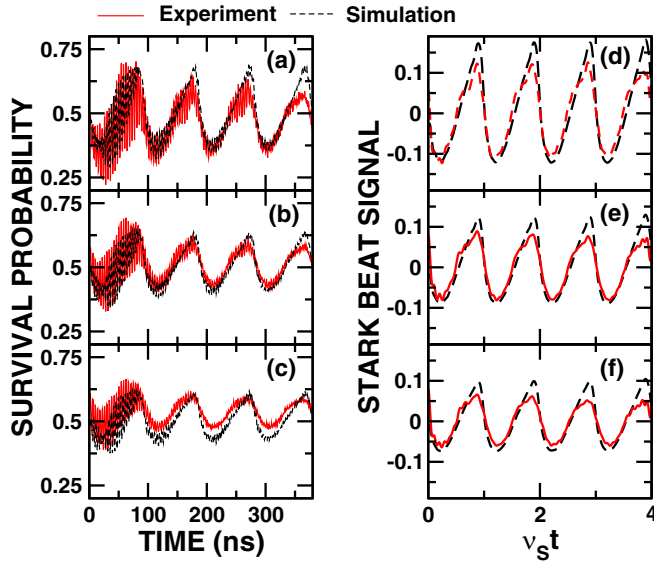 Experiment Simulation
SURVIVAL PROBABILITY
0.75
0.5
0.25
(a)
0.5
0.25
(b)
0.75
0.5
0.25
(c)
0 100 200 300
TIME (ns)
STARK BEAT SIGNAL
0.1
0
-0.1
(d)
0.1
0
-0.1
(e)
0.1
0
-0.1
(f)
0 2 4
νSt